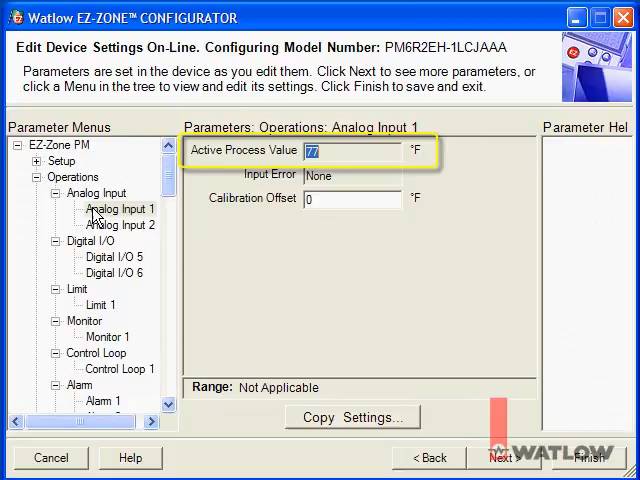 Watlow EZ-ZONE™ CONFIGURATOR
Edit Device Settings On-Line. Configuring Model Number: PM6R2EH-1LCJAAA
Parameters are set in the device as you edit them. Click Next to see more parameters, or
click a Menu in the tree to view and edit its settings. Click Finish to save and exit.
Parameter Menus
EZ-Zone PM
Setup
Operations
Analog Input
Analog Input 1
Analog Input 2
Digital I/O
Digital I/O 5
Digital I/O 6
Limit
Limit 1
Monitor
Monitor 1
Control Loop
Control Loop 1
Alarm
Alarm 1
Parameters: Operations: Analog Input 1
Active Process Value 77 °F
Input Error None
Calibration Offset 0 °F
Range: Not Applicable
Copy Settings...
Parameter Hel
Cancel
Help
< Back
Next >
Finish
WATLOW